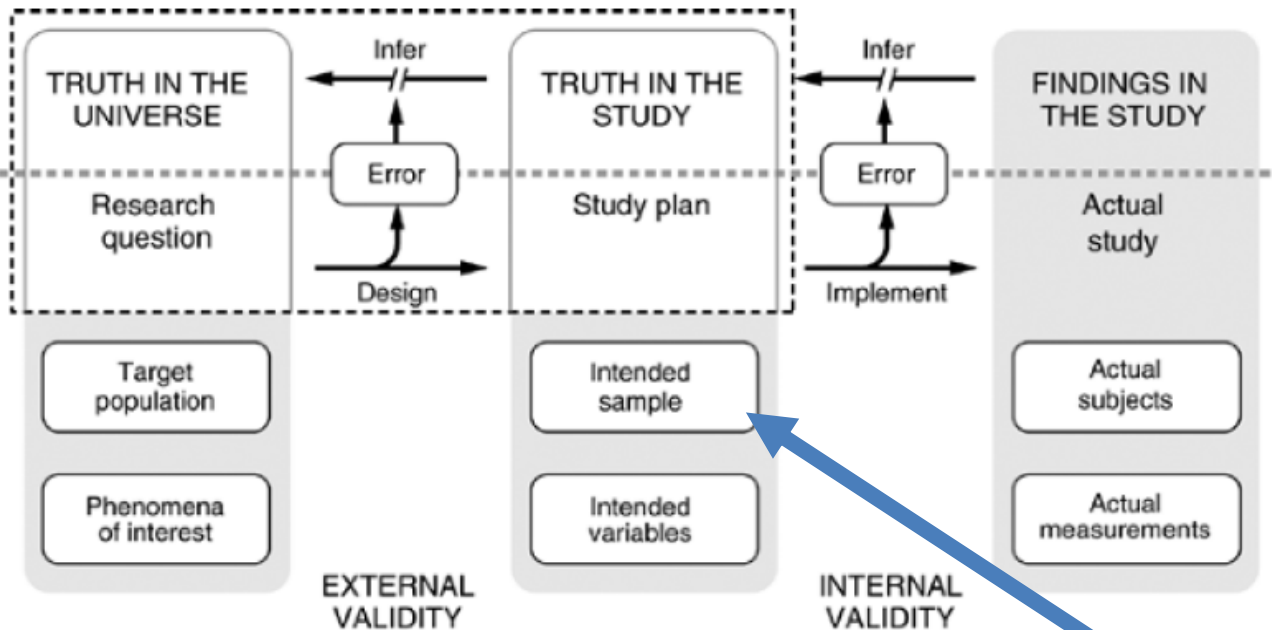 TRUTH IN THE
UNIVERSE
Research
question
Target
population
Phenomena
of interest
Infer
Error
Design
EXTERNAL
VALIDITY
TRUTH IN THE
STUDY
Study plan
Intended
sample
Intended
variables
Infer
Error
Implement
INTERNAL
VALIDITY
FINDINGS IN
THE STUDY
Actual
study
Actual
subjects
Actual
measurements